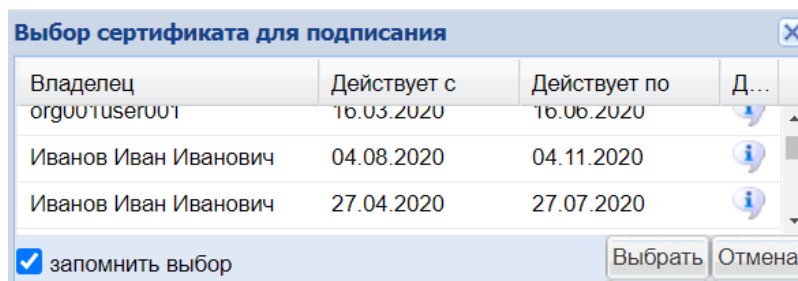 Выбор сертификата для подписания
Владелец Действует с Действует по Д...
org001user001 16.03.2020 16.06.2020
Иванов Иван Иванович 04.08.2020 04.11.2020
Иванов Иван Иванович 27.04.2020 27.07.2020
запомнить выбор Выбрать Отмена